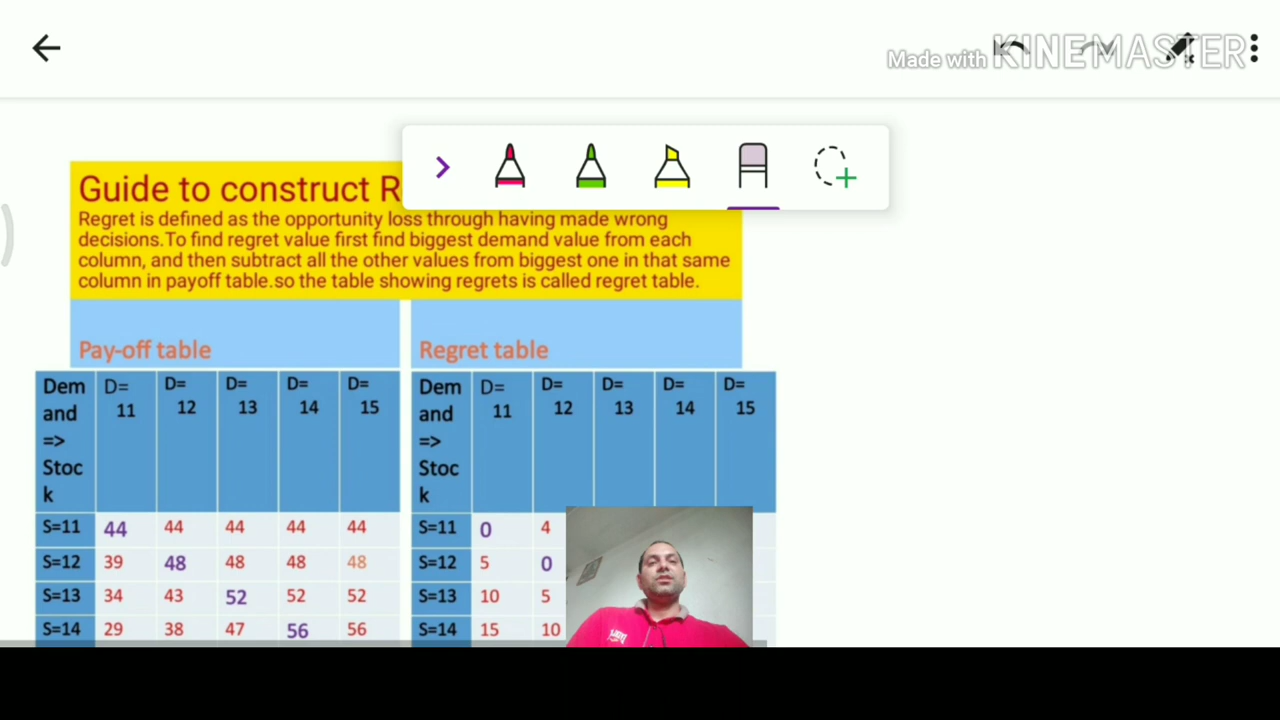 Made with KINEMASTER
Guide to construct R
Regret is defined as the opportunity loss through having made wrong
decisions.To find regret value first find biggest demand value from each
column, and then subtract all the other values from biggest one in that same
column in payoff table.so the table showing regrets is called regret table.
Pay-off table
Dem and => Stoc k D= 11 D= 12 D= 13 D= 14 D= 15
S=11 44 44 44 44 44
S=12 39 48 48 48 48
S=13 34 43 52 52 52
S=14 29 38 47 56 56
Regret table
Dem and => Stoc k D= 11 D= 12 D= 13 D= 14 D= 15
S=11 0 4
S=12 5 0
S=13 10 5
S=14 15 10